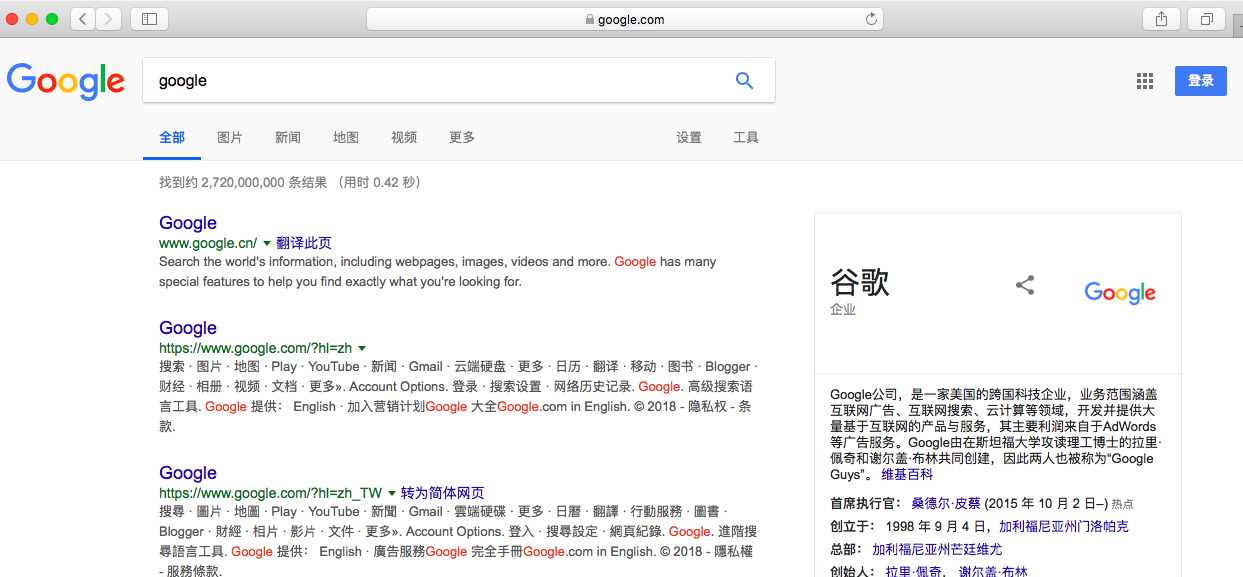 google.com
Google
google
登录
全部 图片 新闻 地图 视频 更多 设置 工具
找到约 2,720,000,000 条结果 （用时 0.42 秒）
Google
www.google.cn/ 翻译此页
Search the world's information, including webpages, images, videos and more. Google has many
special features to help you find exactly what you're looking for.
Google
https://www.google.com/?hl=zh
搜索 · 图片 · 地图 · Play · YouTube · 新闻 · Gmail · 云端硬盘 · 更多 · 日历 · 翻译 · 移动 · 图书 · Blogger ·
财经 · 相册 · 视频 · 文档 · 更多». Account Options. 登录 · 搜索设置 · 网络历史记录. Google. 高级搜索语
言工具. Google 提供： English · 加入营销计划Google 大全Google.com in English. © 2018 - 隐私权 - 条
款.
Google
https://www.google.com/?hl=zh_TW 转为简体网页
搜尋 · 圖片 · 地圖 · Play · YouTube · 新聞 · Gmail · 雲端硬碟 · 更多 · 日曆 · 翻譯 · 行動服務 · 圖書 ·
Blogger · 財經 · 相片 · 影片 · 文件 · 更多». Account Options. 登入 · 搜尋設定 · 網頁紀錄. Google. 進階搜
尋語言工具. Google 提供： English · 廣告服務Google 完全手冊Google.com in English. © 2018 - 隱私權
- 服務條款.
谷歌
企业
Google
Google公司，是一家美国的跨国科技企业，业务范围涵盖
互联网广告、互联网搜索、云计算等领域，开发并提供大
量基于互联网的产品与服务，其主要利润来自于AdWords
等广告服务。Google由在斯坦福大学攻读理工博士的拉里·
佩奇和谢尔盖·布林共同创建，因此两人也被称为“Google
Guys”。 维基百科
首席执行官： 桑德尔·皮蔡 (2015 年 10 月 2 日–) 热点
创立于： 1998 年 9 月 4 日，加利福尼亚州门洛帕克
总部： 加利福尼亚州芒廷维尤
创始人： 拉里·佩奇， 谢尔盖·布林